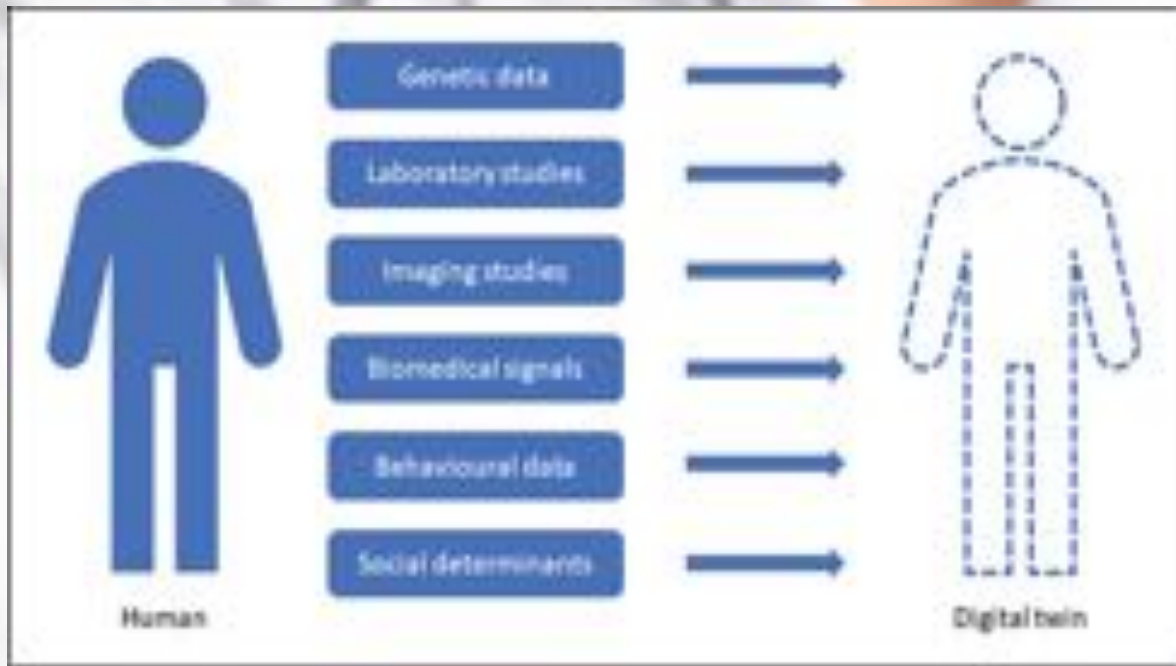 Genetic data
Laboratory studies
Imaging studies
Biomedical signals
Behavioural data
Social determinants
Human
Digital twin